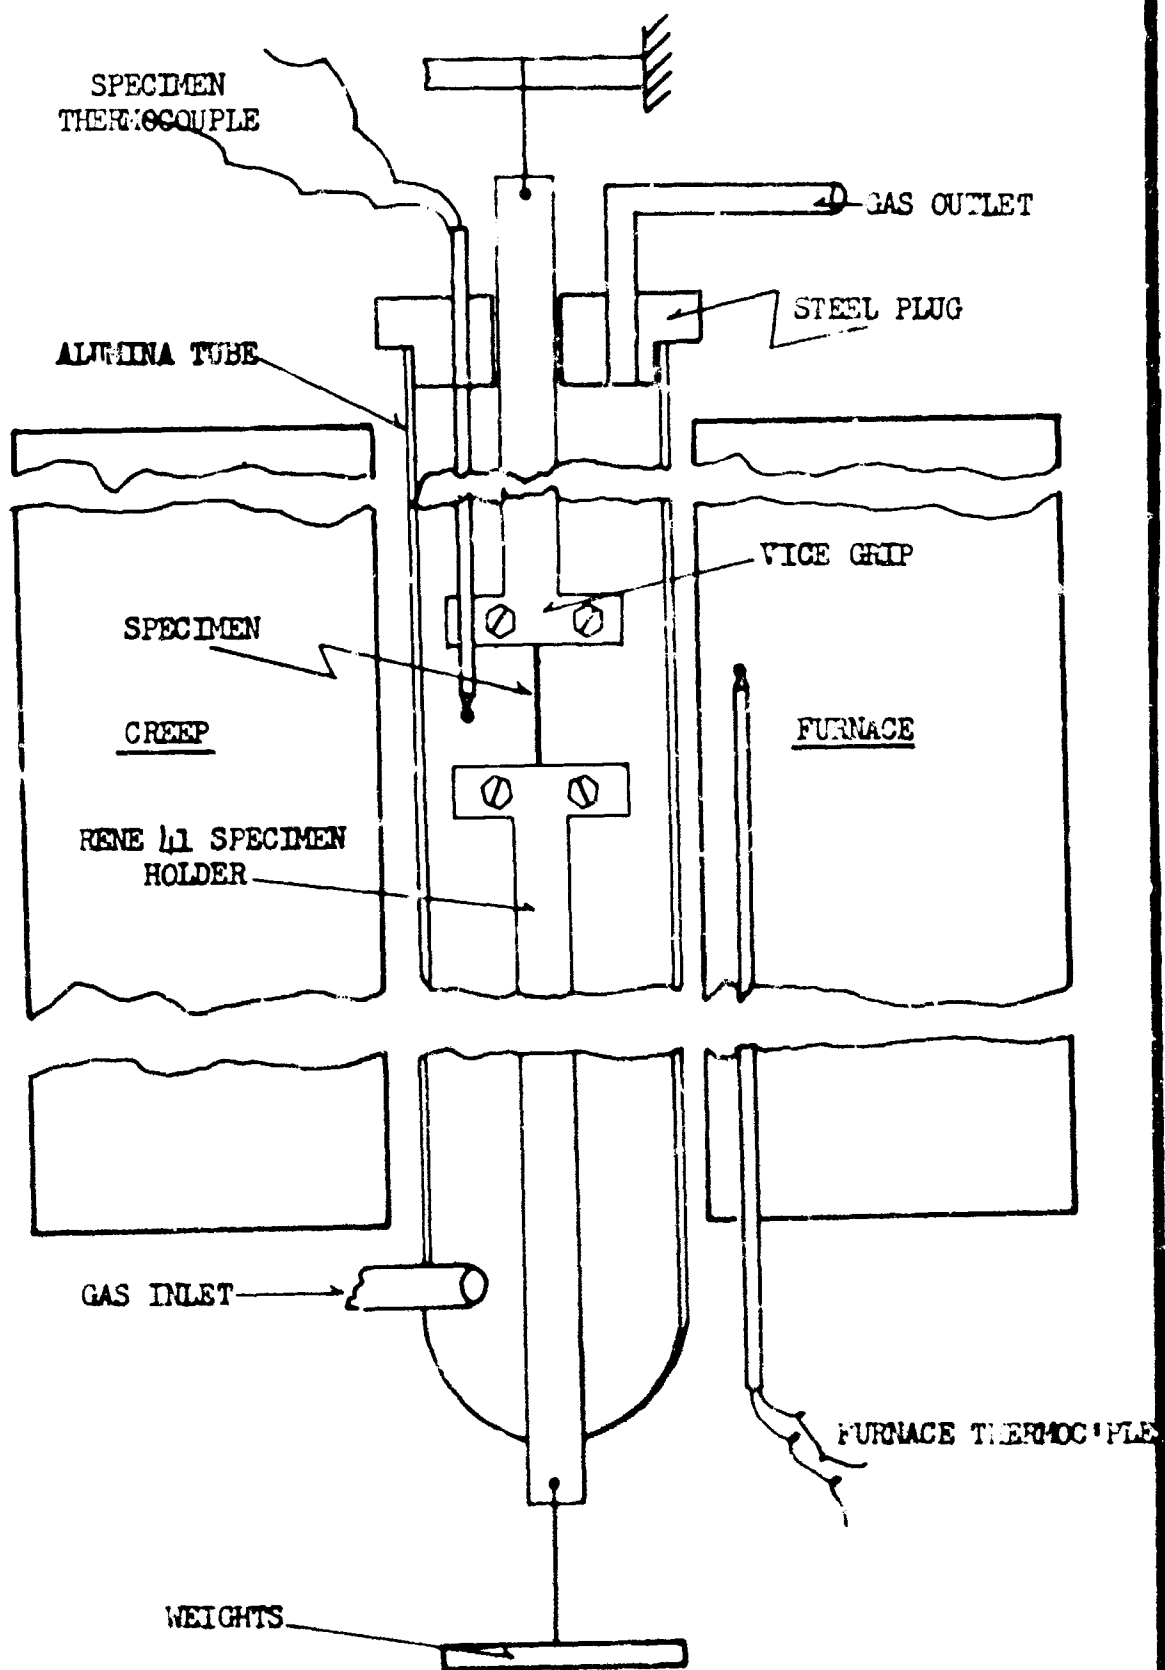 SPECIMEN
THERMOCOUPLE
GAS OUTLET
STEEL PLUG
ALUMINA TUBE
VICE GRIP
SPECIMEN
CREEP
FURNACE
RENE 41 SPECIMEN
HOLDER
GAS INLET
FURNACE
WEIGHTS